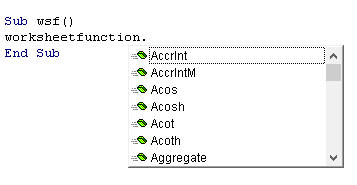 Sub wsf()
worksheetfunction.
End Sub
AccrInt
AccrIntM
Acos
Acosh
Acot
Acoth
Aggregate